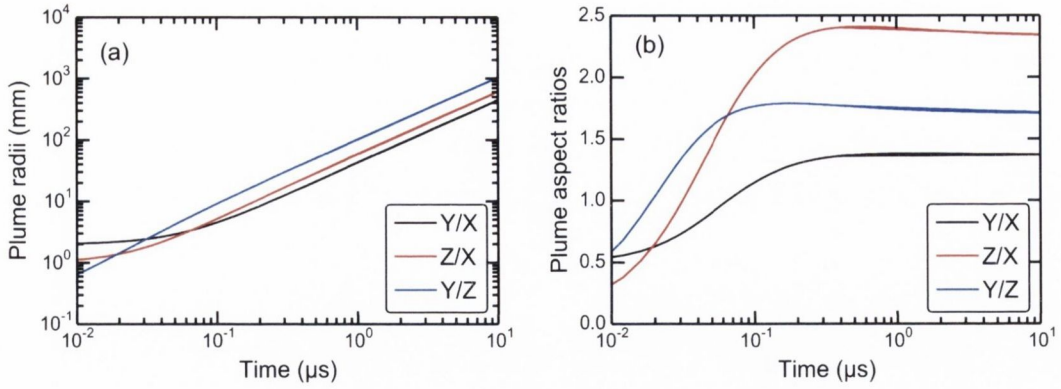 (a)
Plume radii (mm)
10^4
10^3
10^2
10^1
10^0
10^-1
10^-2
10^-1
10^0
10^1
Time (μs)
Y/X
Z/X
Y/Z
(b)
Plume aspect ratios
2.5
2.0
1.5
1.0
0.5
0.0
10^-2
10^-1
10^0
10^1
Time (μs)
Y/X
Z/X
Y/Z